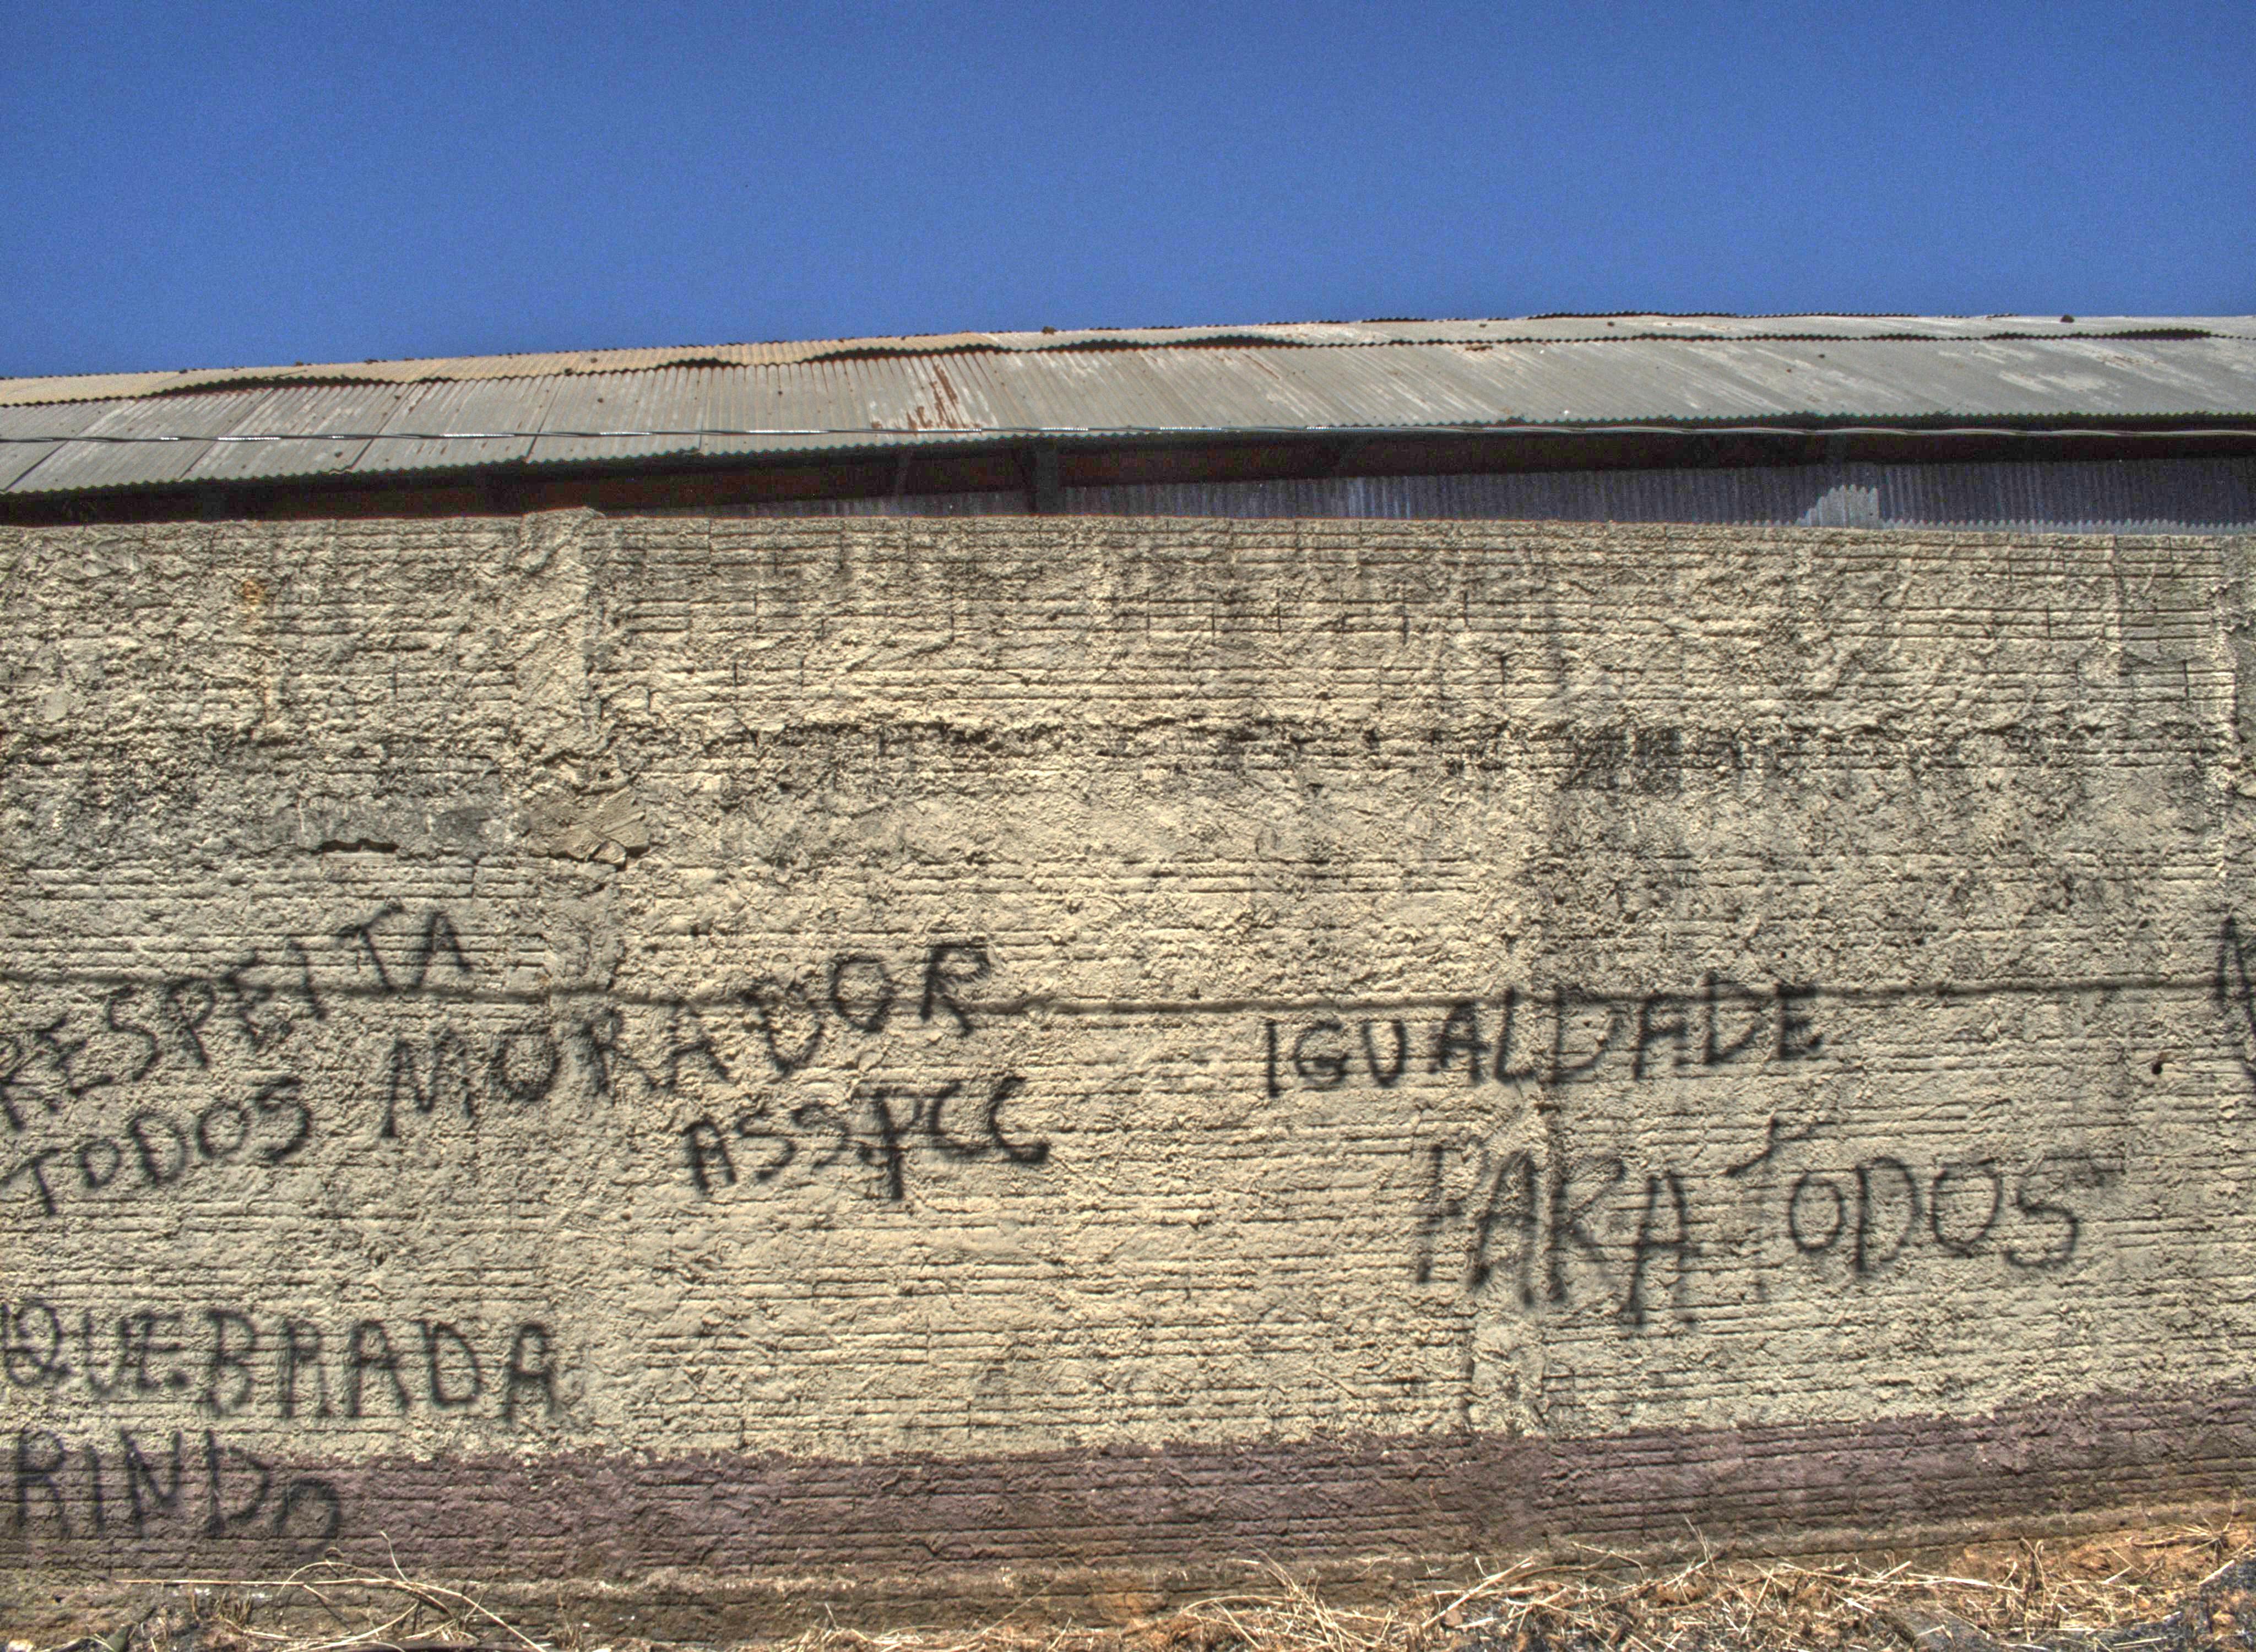 RESPEITA
TODOS MORADOR
ASS.PCC
QUEBRADA
RINDO
IGUALDADE
PARA TODOS